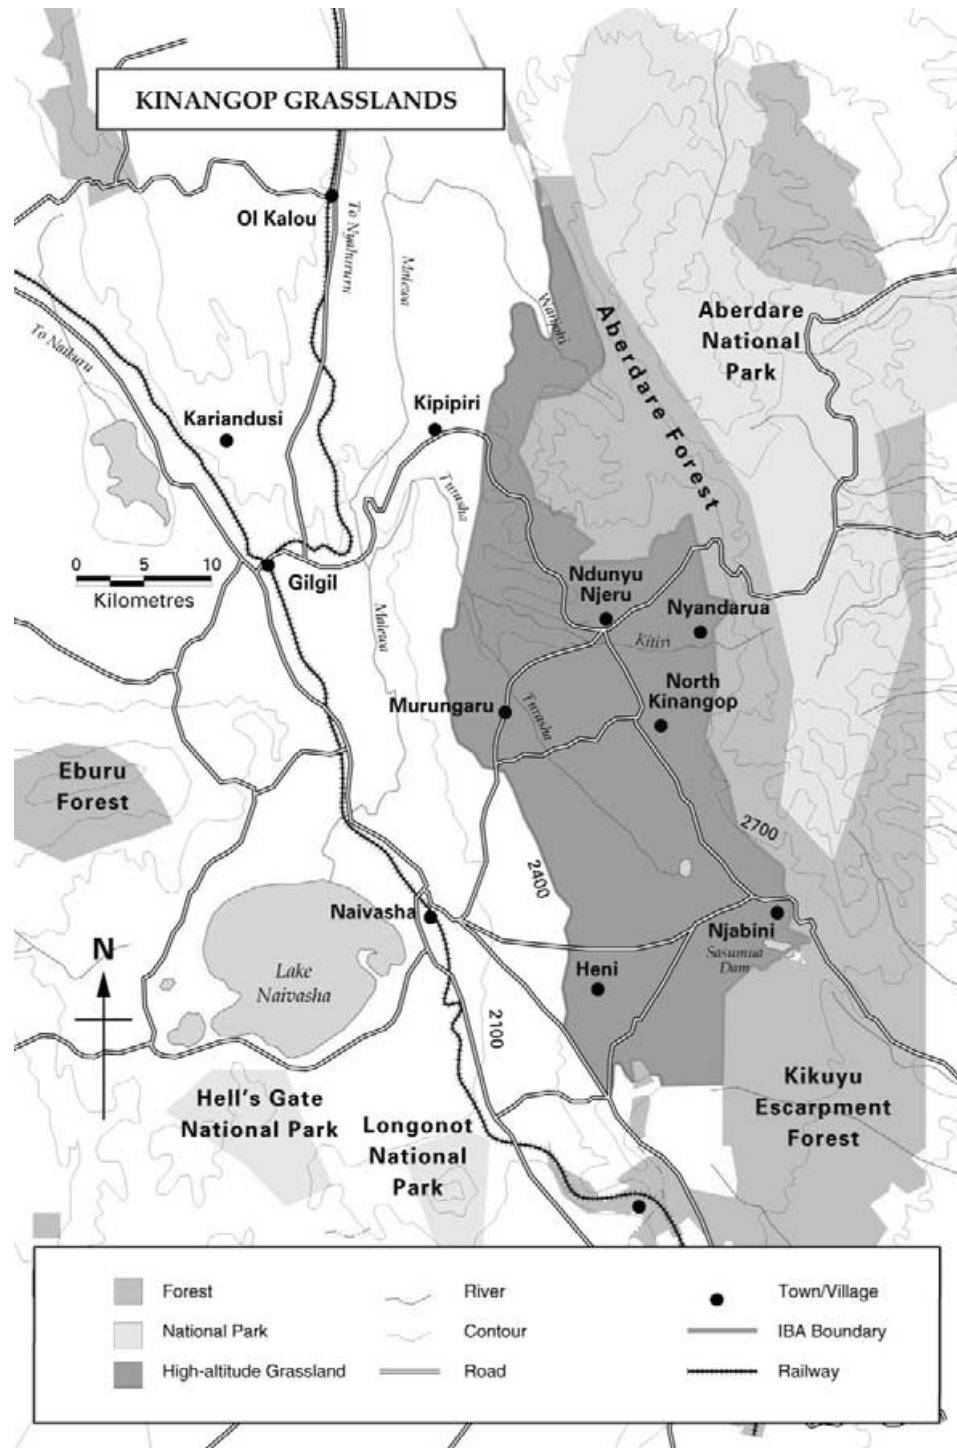 KINANGOP GRASSLANDS
Ol Kalou
To Nyahururu
Malewa
Wanjohi
To Naikuru
Aberdare Forest
Aberdare
National
Park
Kariandusi
Kipipiri
Turasha
0 5 10
Kilometres
Gilgil
Malewa
Ndunyu
Njeru
Nyandarua
Kitiri
North
Kinangop
Murungaru
Turasha
Eburu
Forest
2700
2400
Naivasha
Njabini
Sasumua
Dam
N
Lake
Naivasha
Heni
2100
Hell's Gate
National Park
Longonot
National
Park
Kikuyu
Escarpment
Forest
Forest
River
Town/Village
National Park
Contour
IBA Boundary
High-altitude Grassland
Road
Railway